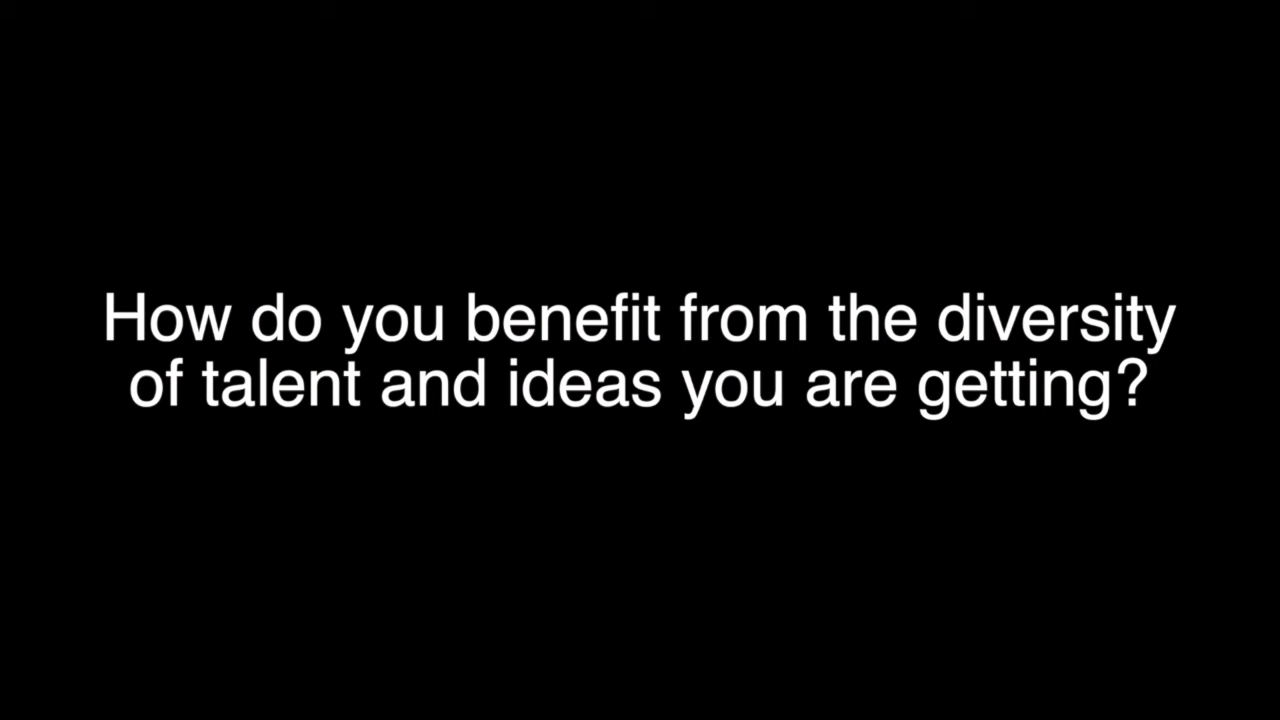 How do you benefit from the diversity
of talent and ideas you are getting?